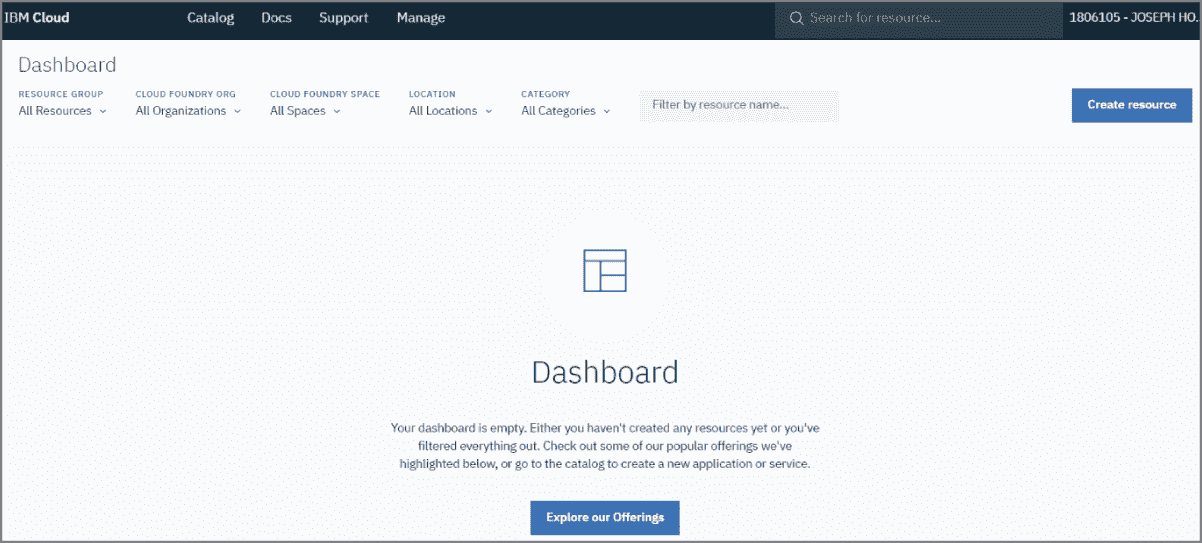 IBM Cloud Catalog Docs Support Manage Search for resource... 1806105 - JOSEPH HO..
Dashboard
RESOURCE GROUP CLOUD FOUNDRY ORG CLOUD FOUNDRY SPACE LOCATION CATEGORY
All Resources All Organizations All Spaces All Locations All Categories Filter by resource name... Create resource
Dashboard
Your dashboard is empty. Either you haven't created any resources yet or you've
filtered everything out. Check out some of our popular offerings we've
highlighted below, or go to the catalog to create a new application or service.
Explore our Offerings